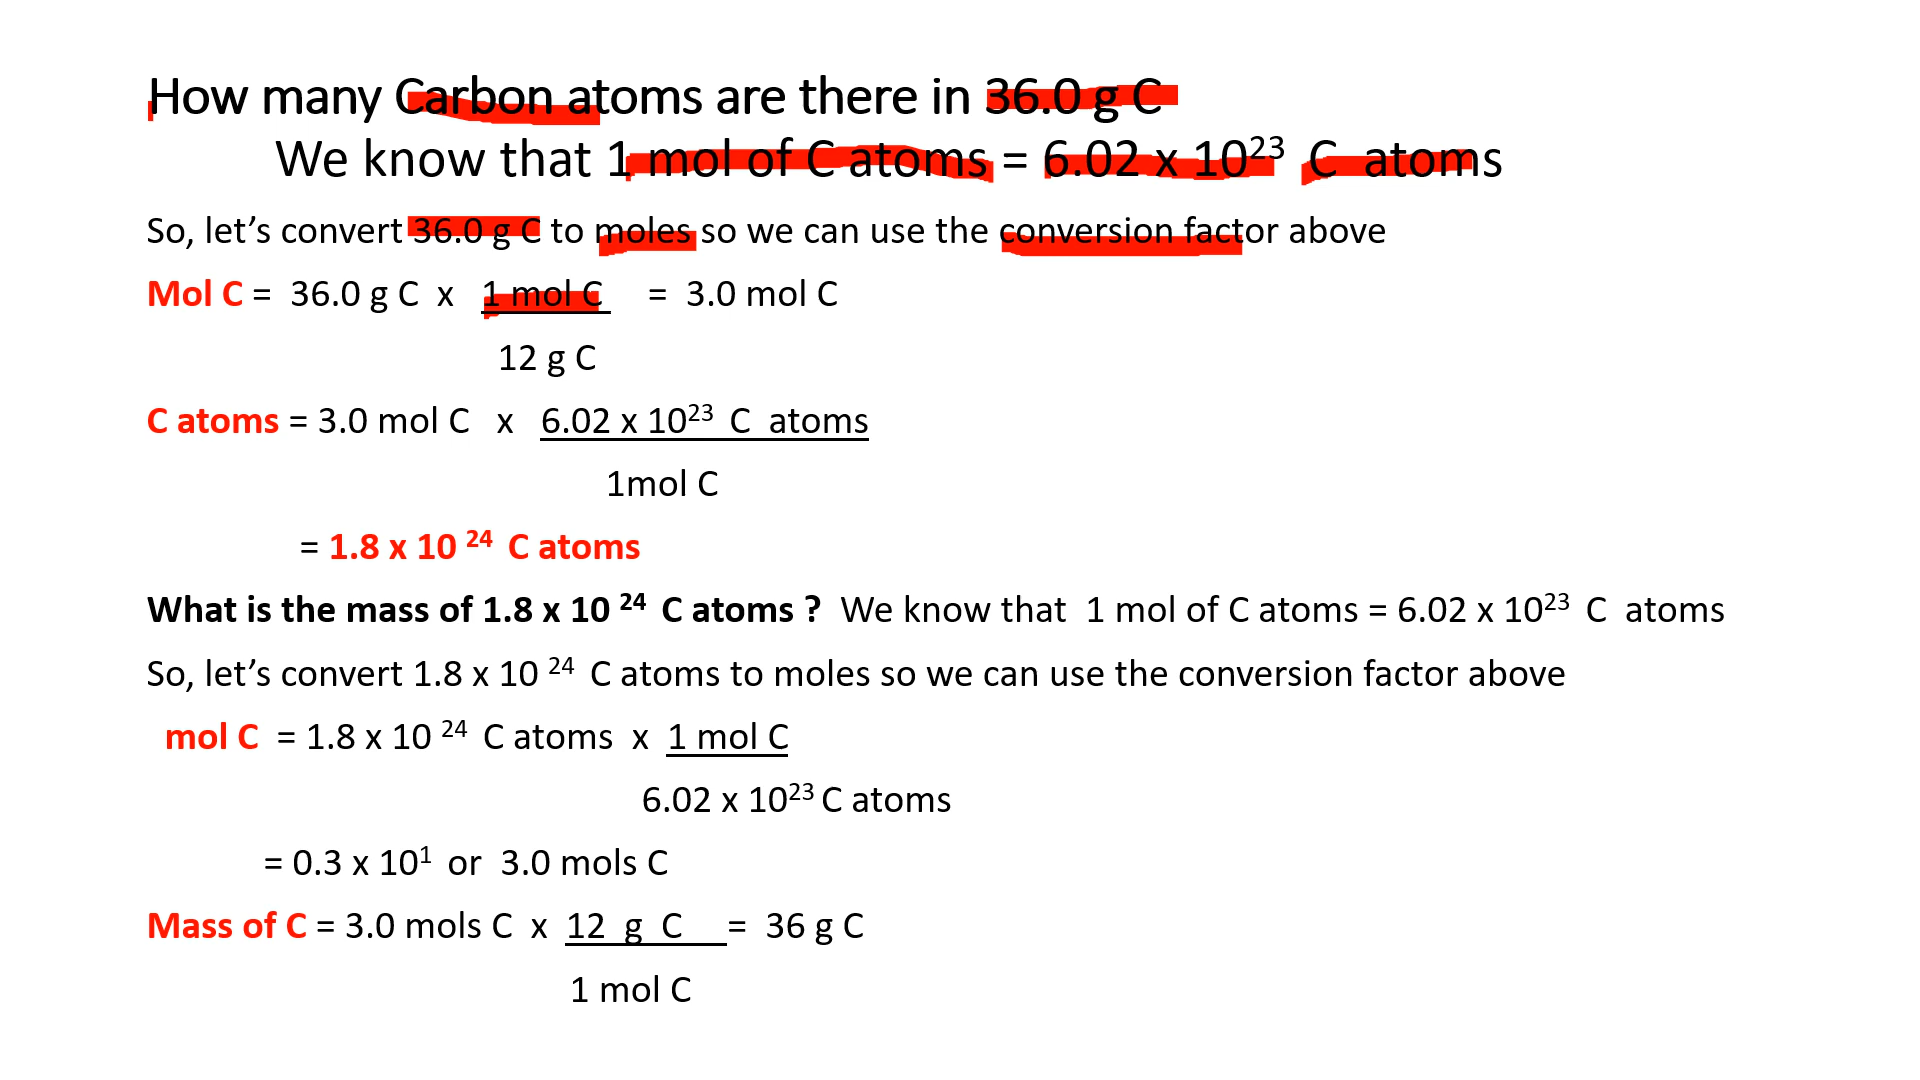 How many Carbon atoms are there in 36.0 g C
We know that 1 mol of C atoms = 6.02 x 10²³ C atoms
So, let’s convert 36.0 g C to moles so we can use the conversion factor above
Mol C = 36.0 g C x 1 mol C = 3.0 mol C
12 g C
C atoms = 3.0 mol C x 6.02 x 10²³ C atoms
1mol C
= 1.8 x 10 ²⁴ C atoms
What is the mass of 1.8 x 10 ²⁴ C atoms ? We know that 1 mol of C atoms = 6.02 x 10²³ C atoms
So, let’s convert 1.8 x 10 ²⁴ C atoms to moles so we can use the conversion factor above
mol C = 1.8 x 10 ²⁴ C atoms x 1 mol C
6.02 x 10²³ C atoms
= 0.3 x 10¹ or 3.0 mols C
Mass of C = 3.0 mols C x 12 g C = 36 g C
1 mol C